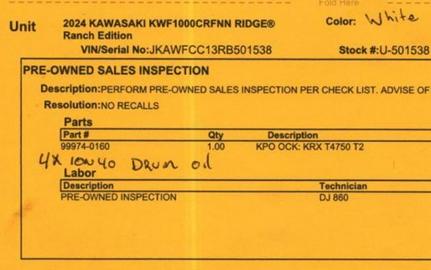 Fold Here
Unit 2024 KAWASAKI KWF1000CRFNN RIDGE® Color: White
Ranch Edition
VIN/Serial No:JKAWFCC13RB501538 Stock #:U-501538
PRE-OWNED SALES INSPECTION
Description:PERFORM PRE-OWNED SALES INSPECTION PER CHECK LIST. ADVISE OF
Resolution:NO RECALLS
Parts
Part # Qty Description
99974-0160 1.00 KPO OCK: KRX T4750 T2
4x 10w40 Drum oil
Labor
Description Technician
PRE-OWNED INSPECTION DJ 860